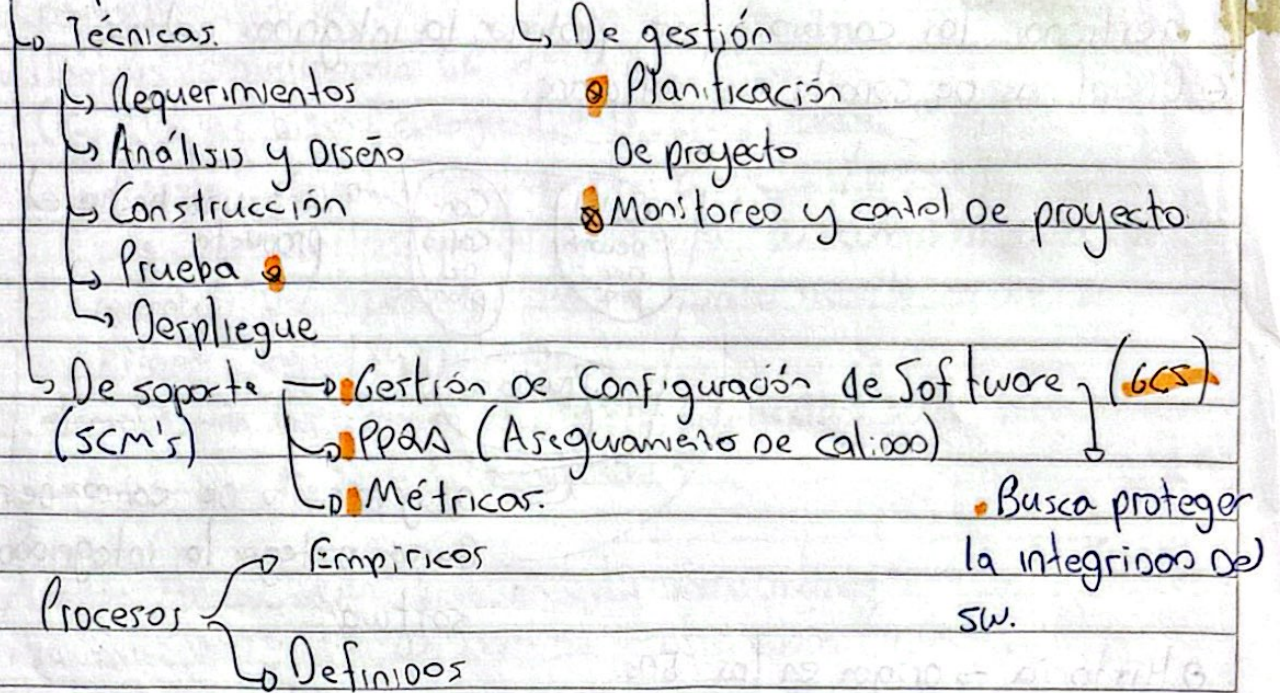 Técnicas.
Requerimientos
Análisis y Diseño
Construcción
Prueba
Despliegue
De gestión
Planificación
De proyecto
Monitoreo y control De proyecto.
De soporte
(SCM's)
Gestión De Configuración de Software (GCS)
PPQA (Aseguramiento De calidad)
Métricas.
Busca proteger
la integridad Del
sw.
Procesos
Empíricos
Definidos